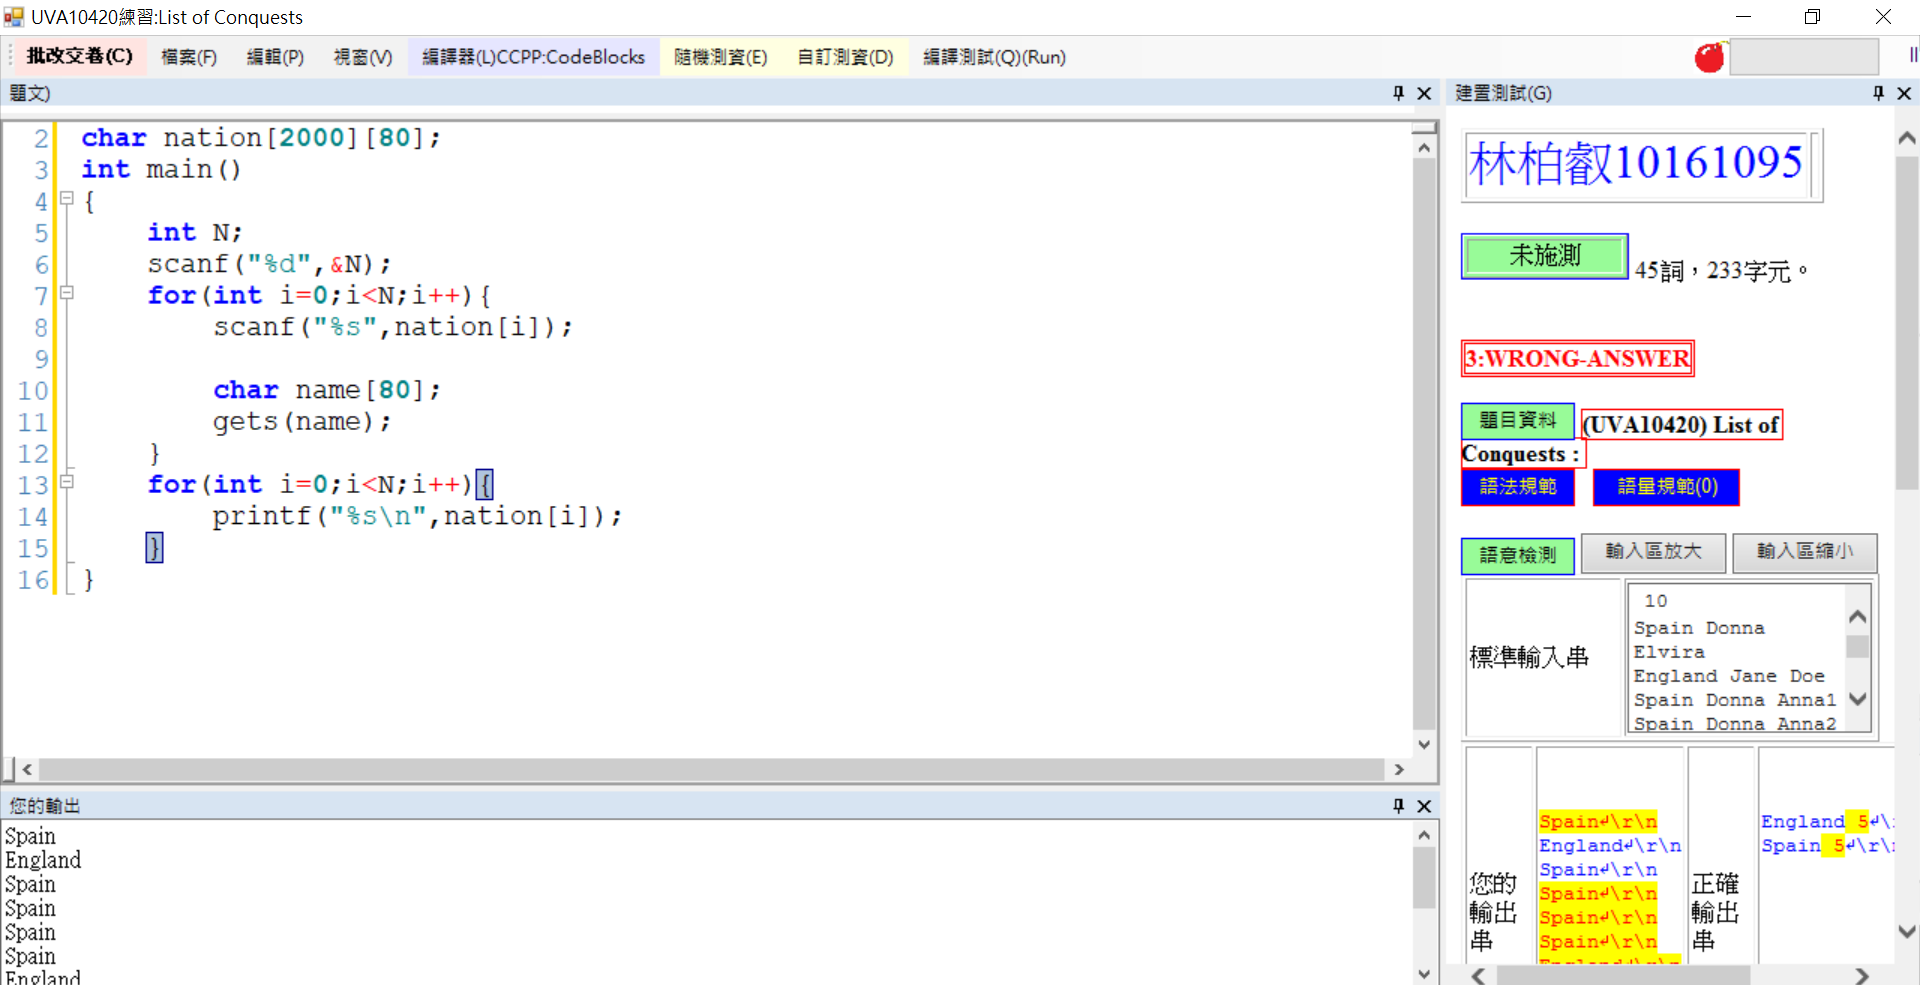 UVA10420練習:List of Conquests
批改交卷(C) 檔案(F) 編輯(P) 視窗(V) 編譯器(L)CCPP:CodeBlocks 隨機測資(E) 自訂測資(D) 編譯測試(Q)(Run)
題文)
2 char nation[2000][80];
3 int main()
4 {
5 int N;
6 scanf("%d",&N);
7 for(int i=0;i<N;i++){
8 scanf("%s",nation[i]);
9
10 char name[80];
11 gets(name);
12 }
13 for(int i=0;i<N;i++){
14 printf("%s\n",nation[i]);
15 }
16 }
您的輸出
Spain
England
Spain
Spain
Spain
Spain
England
建置測試(G)
林柏叡10161095
未施測 45詞，233字元。
3:WRONG-ANSWER
題目資料 (UVA10420) List of
Conquests :
語法規範 語量規範(0)
語意檢測 輸入區放大 輸入區縮小
標準輸入串
10
Spain Donna
Elvira
England Jane Doe
Spain Donna Anna1
Spain Donna Anna2
您的
輸出
串
Spain↲\r\n
England↲\r\n
Spain↲\r\n
Spain↲\r\n
Spain↲\r\n
Spain↲\r\n
England↲\r\n
正確
輸出
串
England 5↲\r
Spain 5↲\r\n